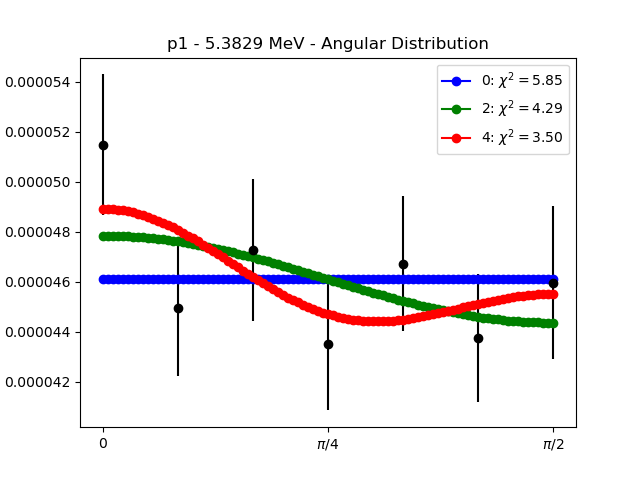 p1 - 5.3829 MeV - Angular Distribution
0: χ² = 5.85
2: χ² = 4.29
4: χ² = 3.50
0.000054
0.000052
0.000050
0.000048
0.000046
0.000044
0.000042
0
π/4
π/2